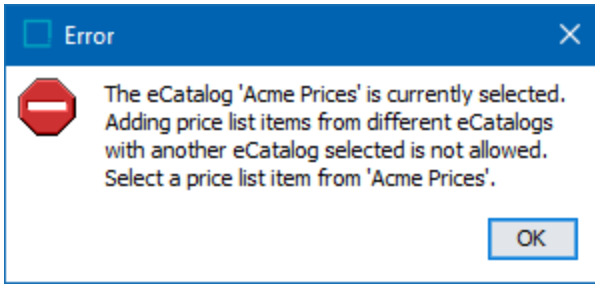 Error
The eCatalog 'Acme Prices' is currently selected.
Adding price list items from different eCatalogs
with another eCatalog selected is not allowed.
Select a price list item from 'Acme Prices'.
OK